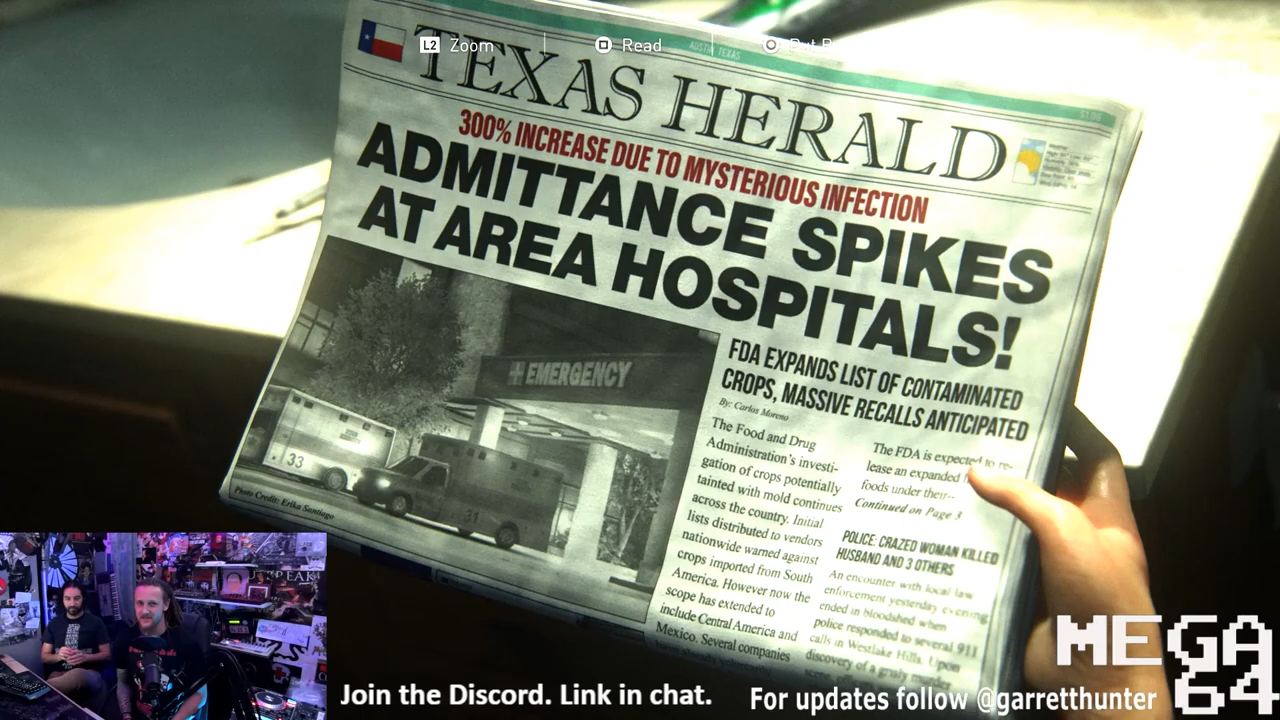 L2 Zoom
Read
AUSTIN TEXAS
$1.00
TEXAS HERALD
300% INCREASE DUE TO MYSTERIOUS INFECTION
ADMITTANCE SPIKES
AT AREA HOSPITALS!
EMERGENCY
33
31
Photo Credit: Erika Santiago
FDA EXPANDS LIST OF CONTAMINATED
CROPS, MASSIVE RECALLS ANTICIPATED
By: Carlos Moreno
The Food and Drug
Administration's investi-
gation of crops potentially
tainted with mold continues
across the country. Initial
lists distributed to vendors
nationwide warned against
crops imported from South
America. However now the
scope has extended to
include Central America and
Mexico. Several companies
have already
The FDA is expected to re-
lease an expanded
foods under their--
Continued on Page 3
POLICE: CRAZED WOMAN KILLED
HUSBAND AND 3 OTHERS
An encounter with local law
enforcement yesterday evening
ended in bloodshed when
police responded to several 911
calls in Westlake Hills. Upon
discovery of a grisly
MEGA
64
Join the Discord. Link in chat.
For updates follow @garretthunter